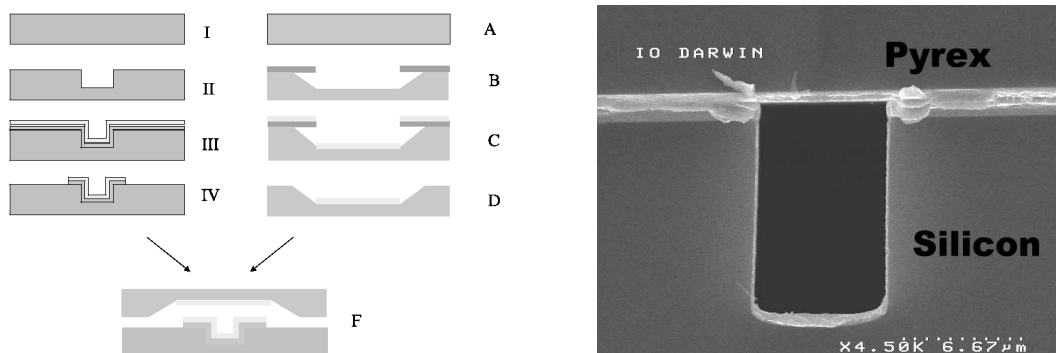 I
II
III
IV
A
B
C
D
F
IO DARWIN
Pyrex
Silicon
X4.50K 6.67µm